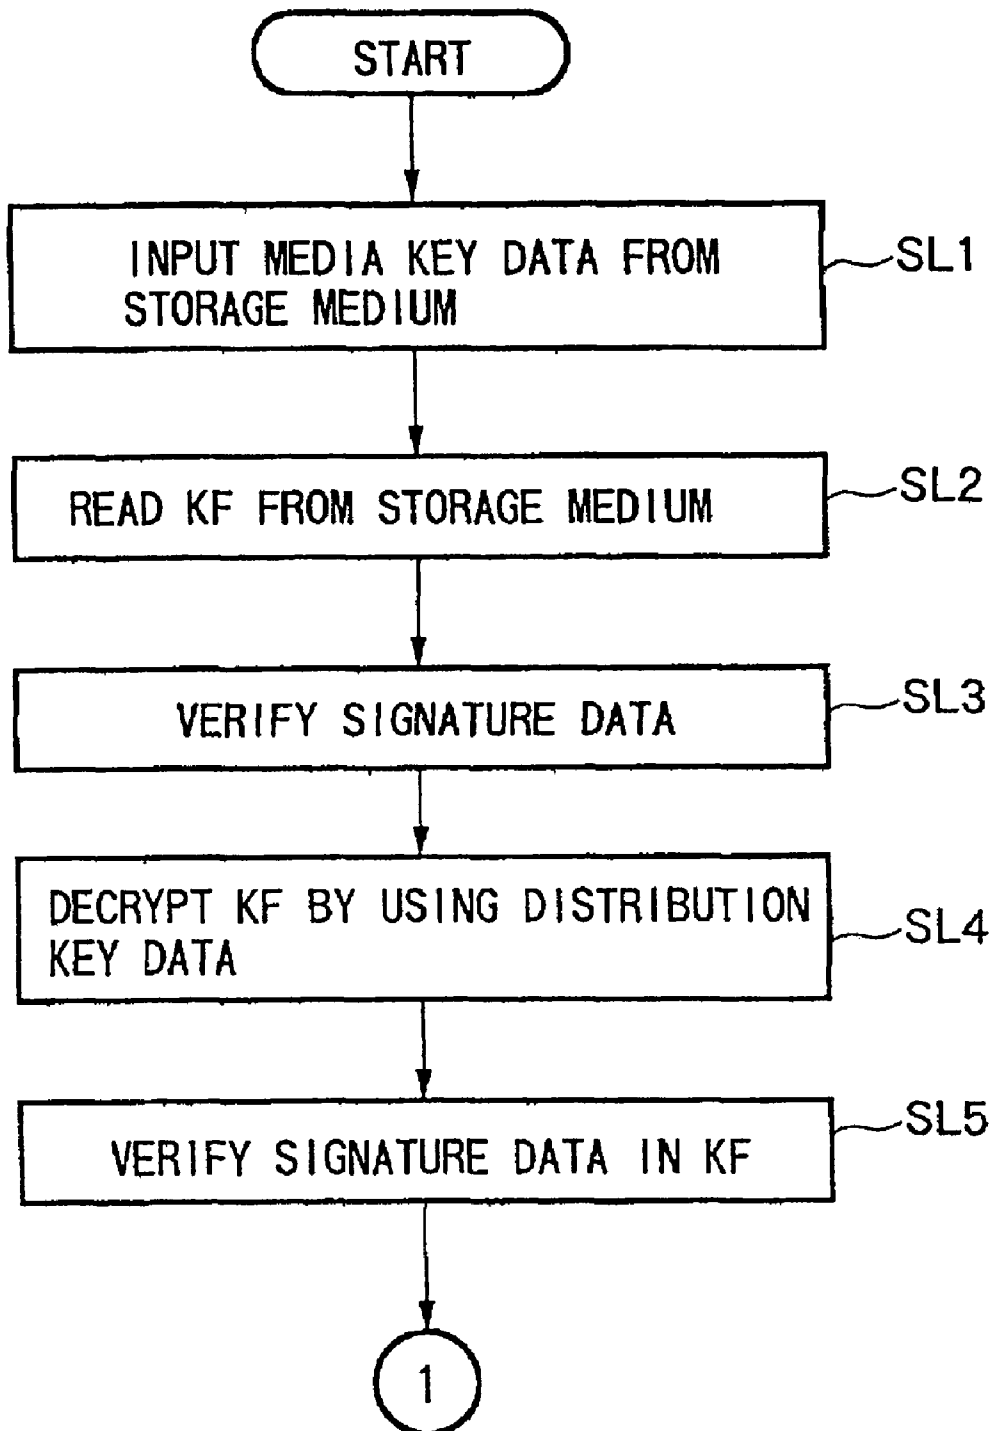 START
INPUT MEDIA KEY DATA FROM
STORAGE MEDIUM
SL1
READ KF FROM STORAGE MEDIUM
SL2
VERIFY SIGNATURE DATA
SL3
DECRYPT KF BY USING DISTRIBUTION
KEY DATA
SL4
VERIFY SIGNATURE DATA IN KF
SL5
1